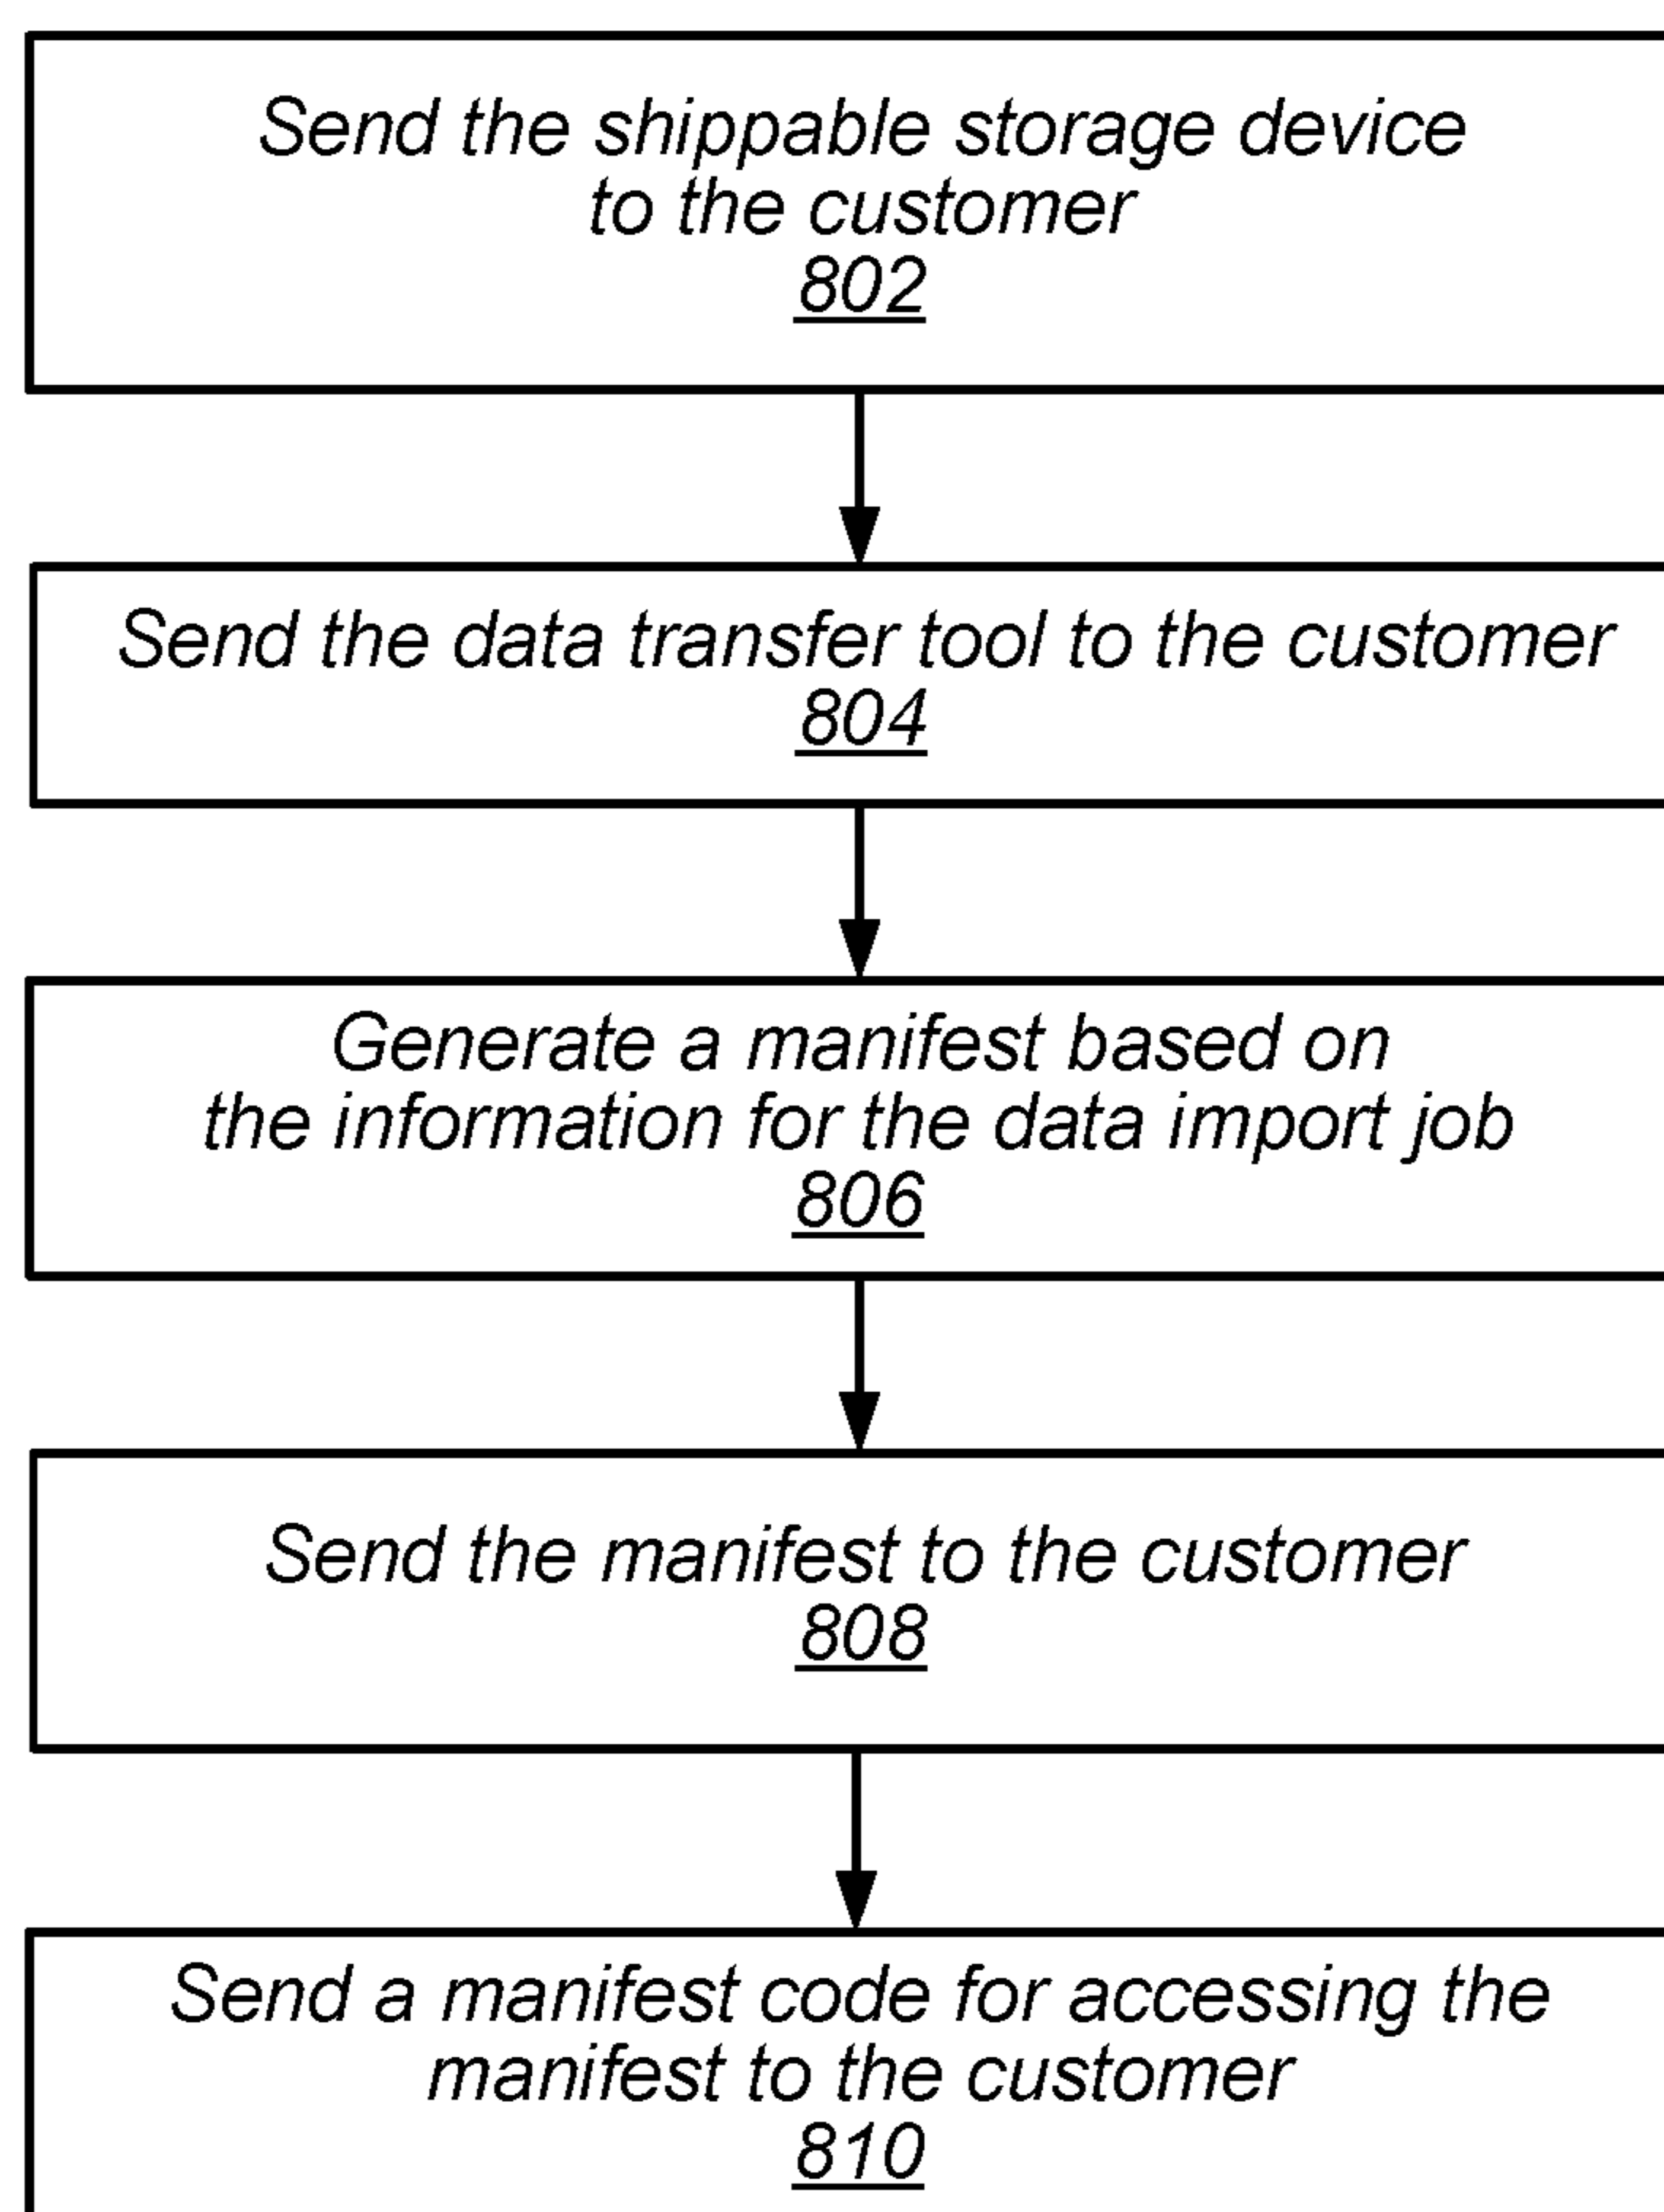 Send the shippable storage device
to the customer
802
Send the data transfer tool to the customer
804
Generate a manifest based on
the information for the data import job
806
Send the manifest to the customer
808
Send a manifest code for accessing the
manifest to the customer
810